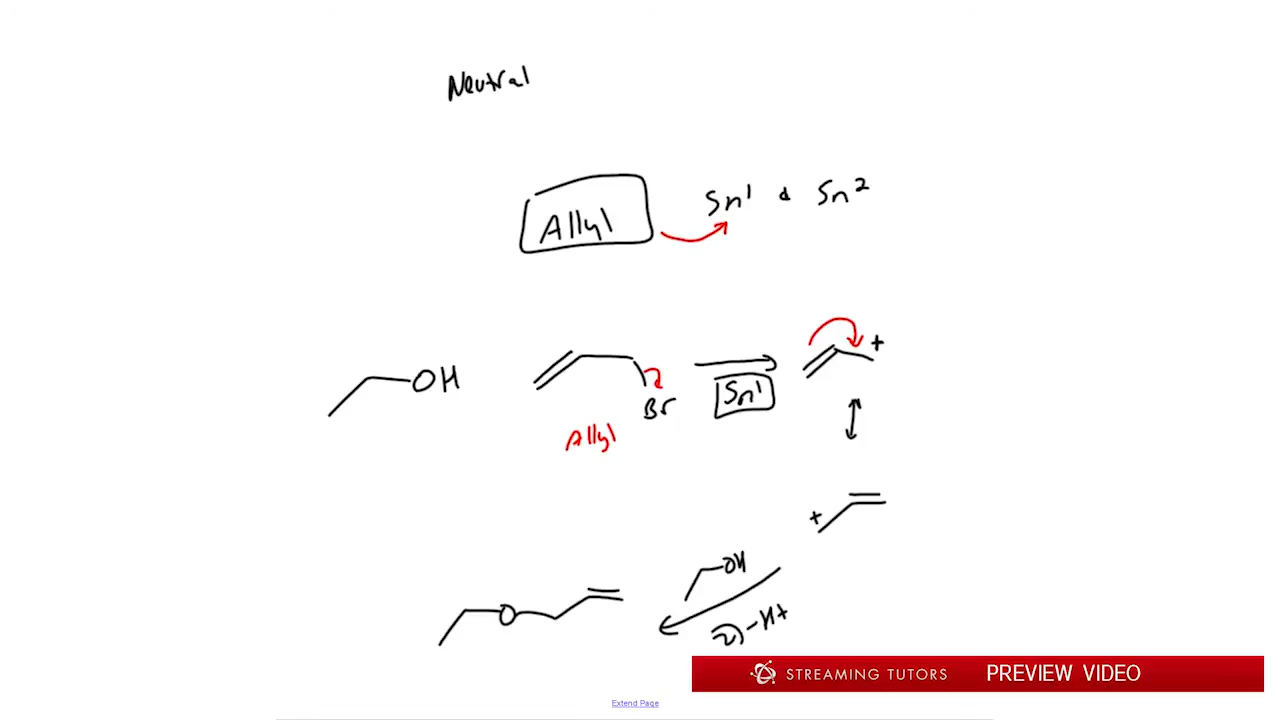 Neutral
Allyl
Sn1 & Sn2
OH
Br
Sn1
+
Allyl
+
OH
O
2) -H+
STREAMING TUTORS PREVIEW VIDEO
Extend Page